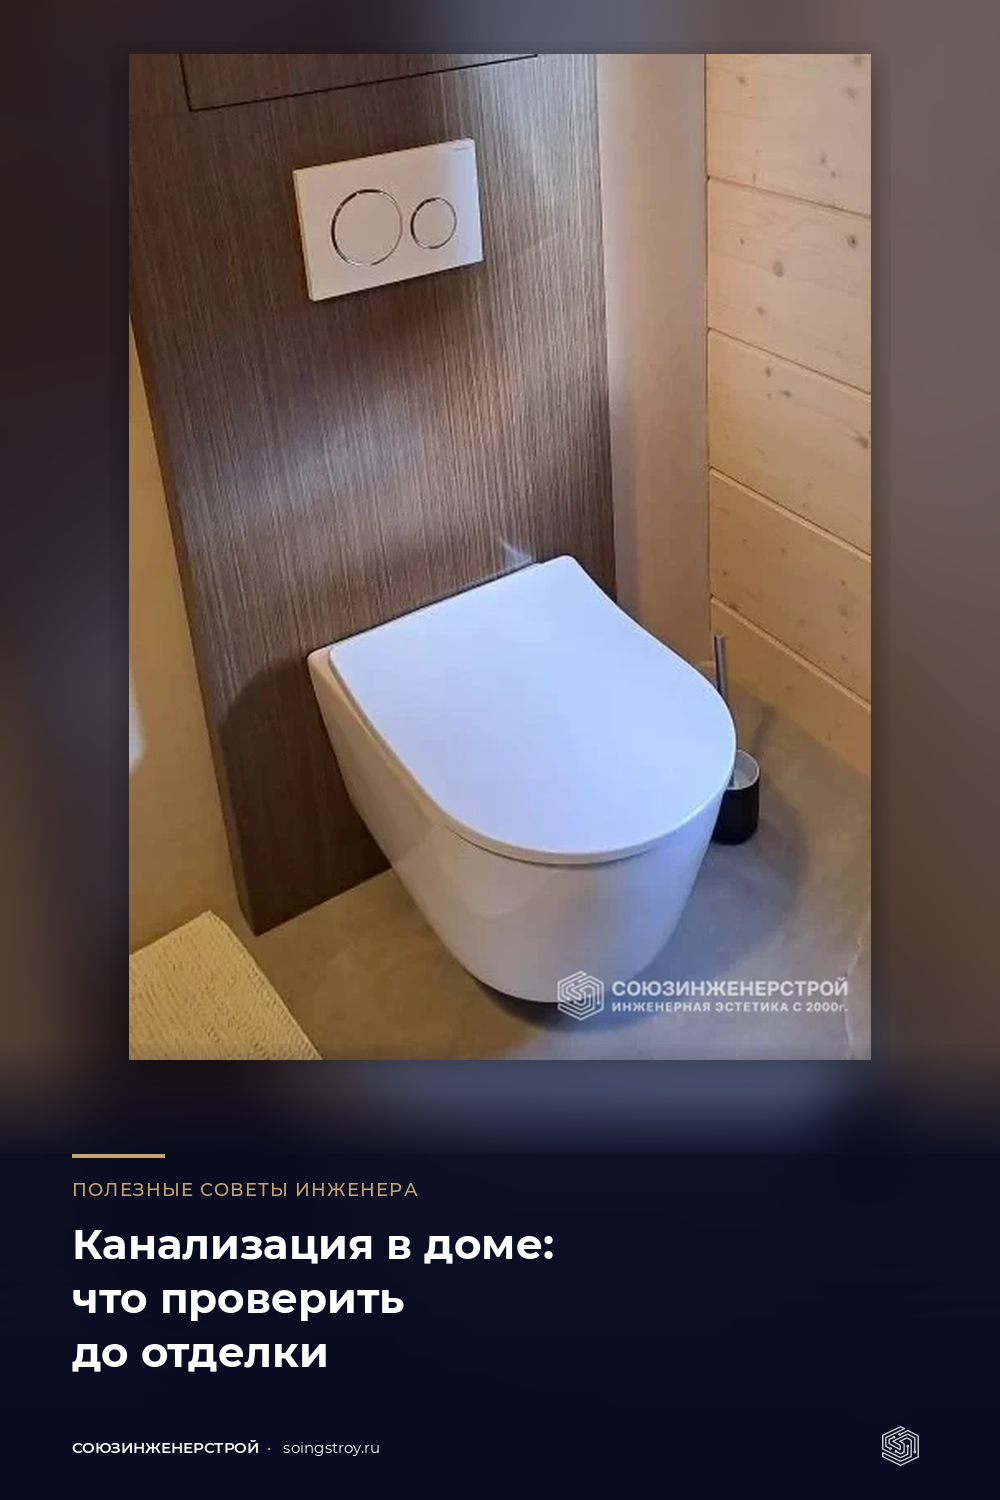 СОЮЗИНЖЕНЕРСТРОЙ
ИНЖЕНЕРНАЯ ЭСТЕТИКА С 2000г.
ПОЛЕЗНЫЕ СОВЕТЫ ИНЖЕНЕРА
Канализация в доме:
что проверить
до отделки
СОЮЗИНЖЕНЕРСТРОЙ · soingstroy.ru